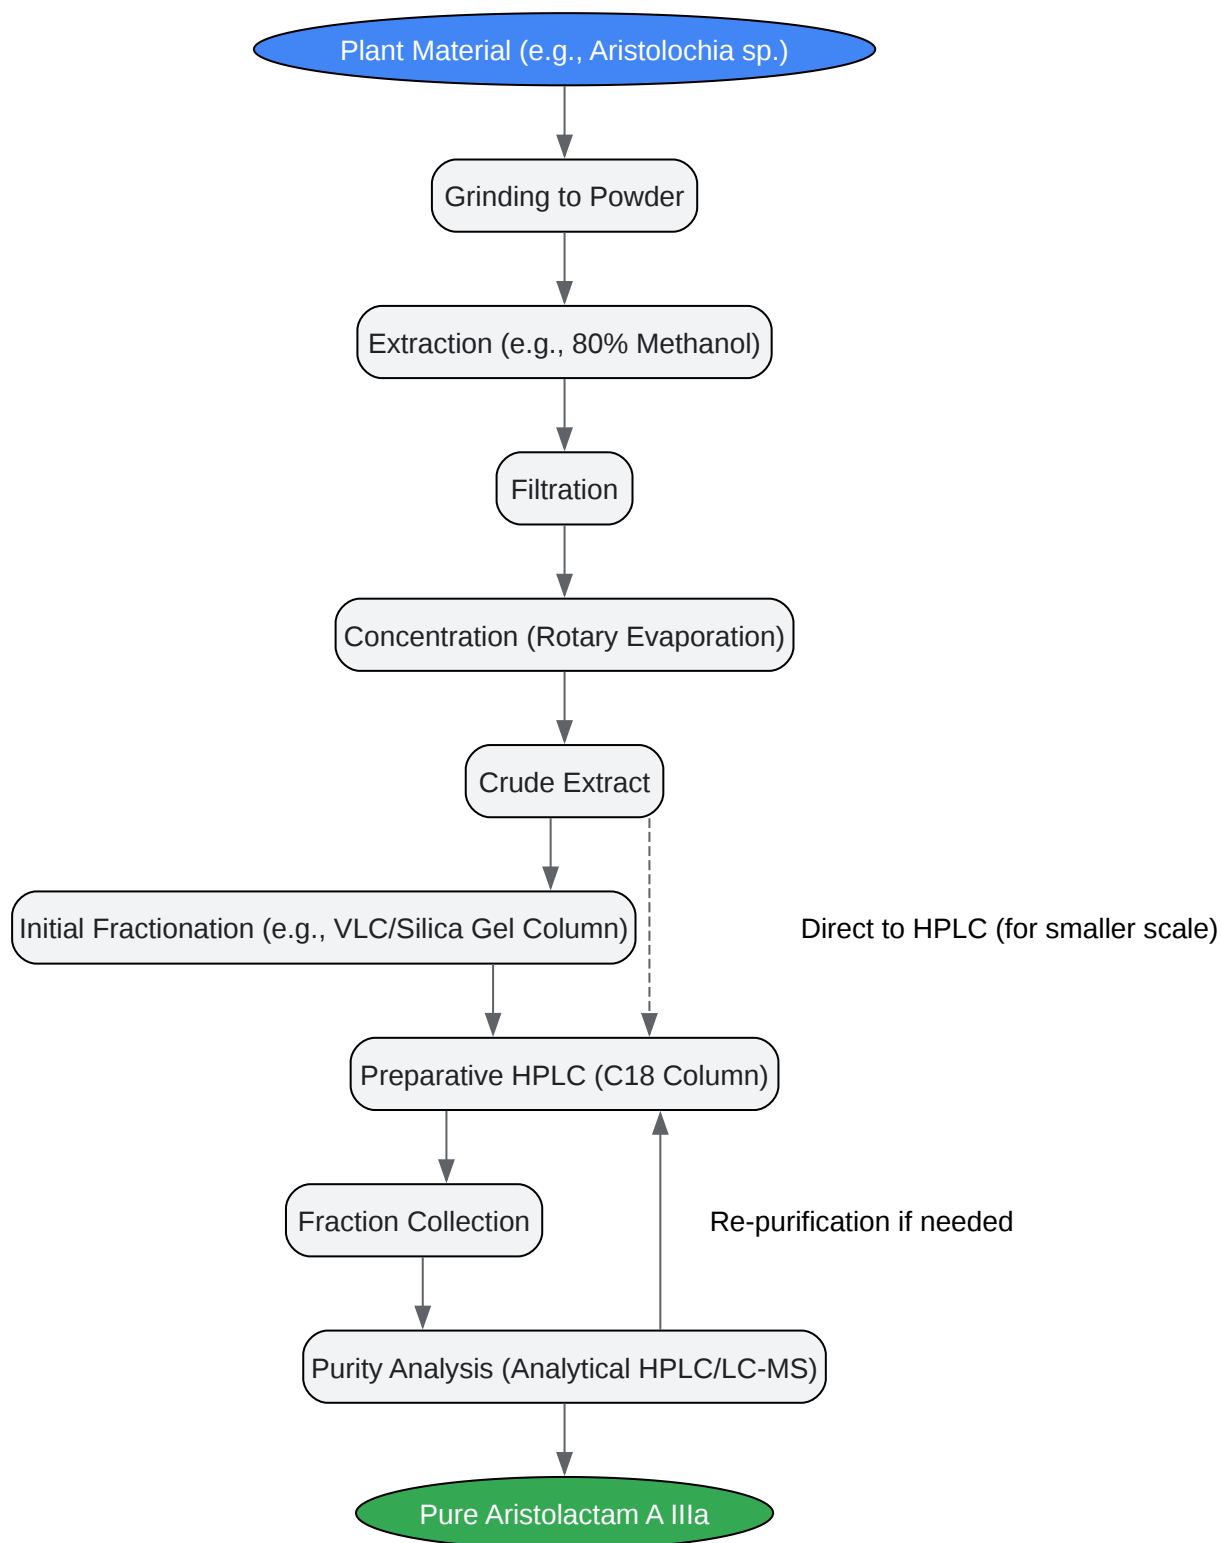 Plant Material (e.g., Aristolochia sp.)
Grinding to Powder
Extraction (e.g., 80% Methanol)
Filtration
Concentration (Rotary Evaporation)
Crude Extract
Initial Fractionation (e.g., VLC/Silica Gel Column)
Direct to HPLC (for smaller scale)
Preparative HPLC (C18 Column)
Fraction Collection
Re-purification if needed
Purity Analysis (Analytical HPLC/LC-MS)
Pure Aristolactam A IIIa